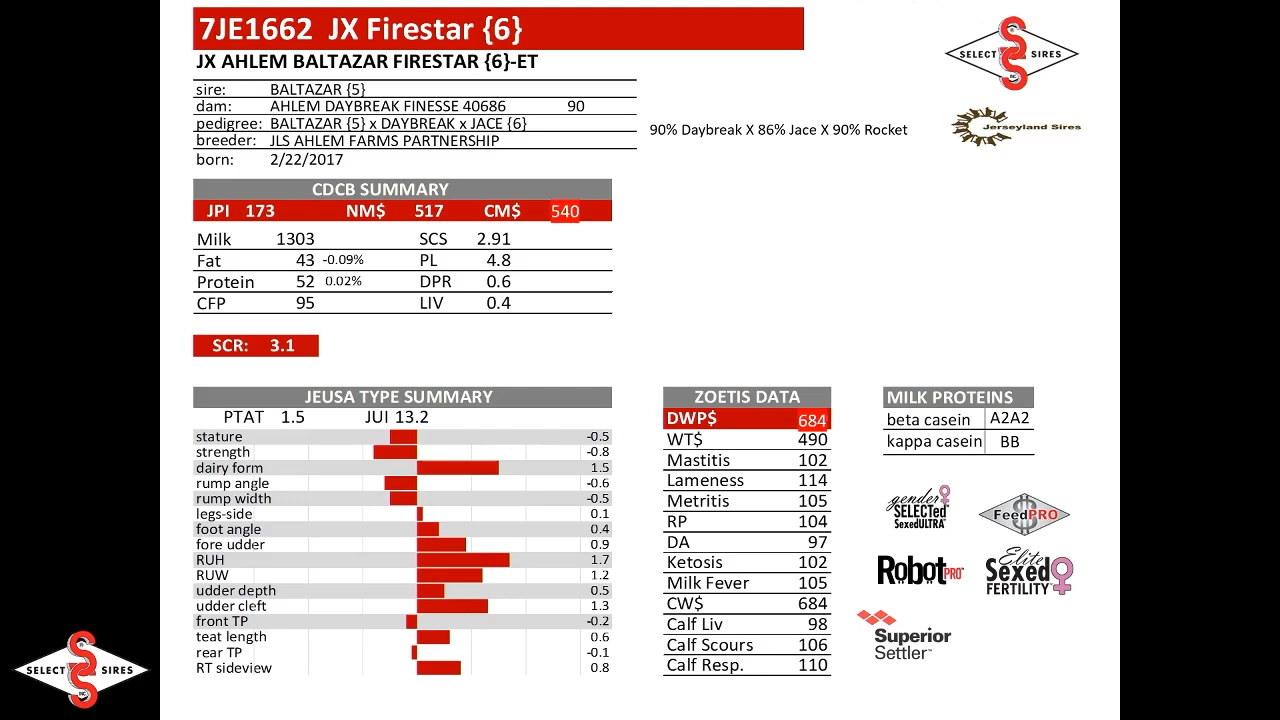 7JE1662  JX Firestar {6}
JX AHLEM BALTAZAR FIRESTAR {6}-ET
sire: BALTAZAR {5}
dam: AHLEM DAYBREAK FINESSE 40686 90
pedigree: BALTAZAR {5} x DAYBREAK x JACE {6}
breeder: JLS AHLEM FARMS PARTNERSHIP
born: 2/22/2017
90% Daybreak X 86% Jace X 90% Rocket
SELECT SIRES INC
Jerseyland Sires
CDCB SUMMARY
JPI 173 NM$ 517 CM$ 540
Milk 1303 SCS 2.91
Fat 43 -0.09% PL 4.8
Protein 52 0.02% DPR 0.6
CFP 95 LIV 0.4
SCR: 3.1
JEUSA TYPE SUMMARY
PTAT 1.5 JUI 13.2
stature -0.5
strength -0.8
dairy form 1.5
rump angle -0.6
rump width -0.5
legs-side 0.1
foot angle 0.4
fore udder 0.9
RUH 1.7
RUW 1.2
udder depth 0.5
udder cleft 1.3
front TP -0.2
teat length 0.6
rear TP -0.1
RT sideview 0.8
ZOETIS DATA
DWP$ 684
WT$ 490
Mastitis 102
Lameness 114
Metritis 105
RP 104
DA 97
Ketosis 102
Milk Fever 105
CW$ 684
Calf Liv 98
Calf Scours 106
Calf Resp. 110
MILK PROTEINS
beta casein A2A2
kappa casein BB
gender
SELECTed
SexedULTRA™
FeedPRO
RobotPRO™
Elite
Sexed
FERTILITY™
Superior
Settler™
SELECT SIRES INC